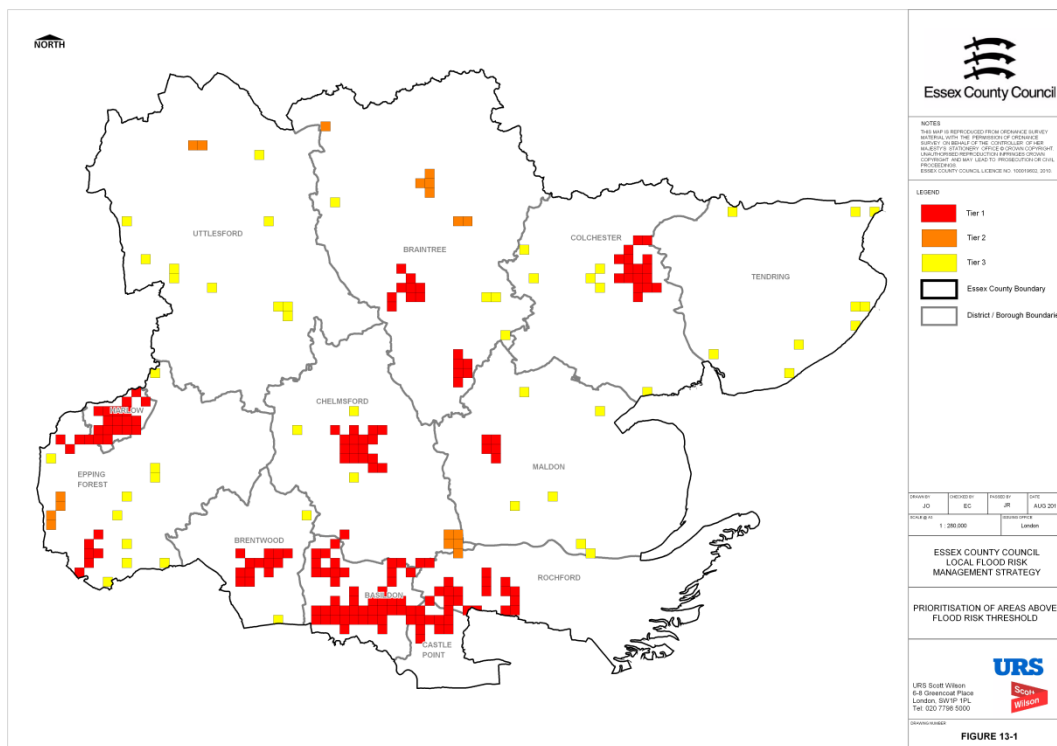 NORTH
UTTLESFORD
BRAINTREE
COLCHESTER
TENDRING
HARLOW
CHELMSFORD
EPPING
FOREST
MALDON
BRENTWOOD
BASILDON
ROCHFORD
CASTLE
POINT
Essex County Council
NOTES
THIS MAP IS REPRODUCED FROM ORDNANCE SURVEY
MATERIAL WITH THE PERMISSION OF ORDNANCE
SURVEY ON BEHALF OF THE CONTROLLER OF HER
MAJESTY'S STATIONERY OFFICE © CROWN COPYRIGHT.
UNAUTHORISED REPRODUCTION INFRINGES CROWN
COPYRIGHT AND MAY LEAD TO PROSECUTION OR CIVIL
PROCEEDINGS.
ESSEX COUNTY COUNCIL LICENCE NO. 100019602, 2010.
LEGEND
Tier 1
Tier 2
Tier 3
Essex County Boundary
District / Borough Boundarie
DRAWN BY CHECKED BY PASSED BY DATE
JO EC JR AUG 201
SCALE @ A3 ISSUING OFFICE
1 : 280,000 London
ESSEX COUNTY COUNCIL
LOCAL FLOOD RISK
MANAGEMENT STRATEGY
PRIORITISATION OF AREAS ABOVE
FLOOD RISK THRESHOLD
URS
Scott
Wilson
URS Scott Wilson
6-8 Greencoat Place
London, SW1P 1PL
Tel: 020 7798 5000
DRAWING NUMBER
FIGURE 13-1